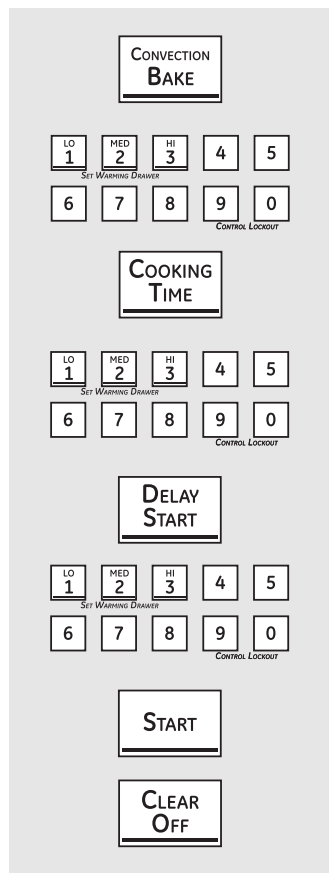 CONVECTION
BAKE
LO MED HI
1 2 3 4 5
SET WARMING DRAWER
6 7 8 9 0
CONTROL LOCKOUT
COOKING
TIME
LO MED HI
1 2 3 4 5
SET WARMING DRAWER
6 7 8 9 0
CONTROL LOCKOUT
DELAY
START
LO MED HI
1 2 3 4 5
SET WARMING DRAWER
6 7 8 9 0
CONTROL LOCKOUT
START
CLEAR
OFF